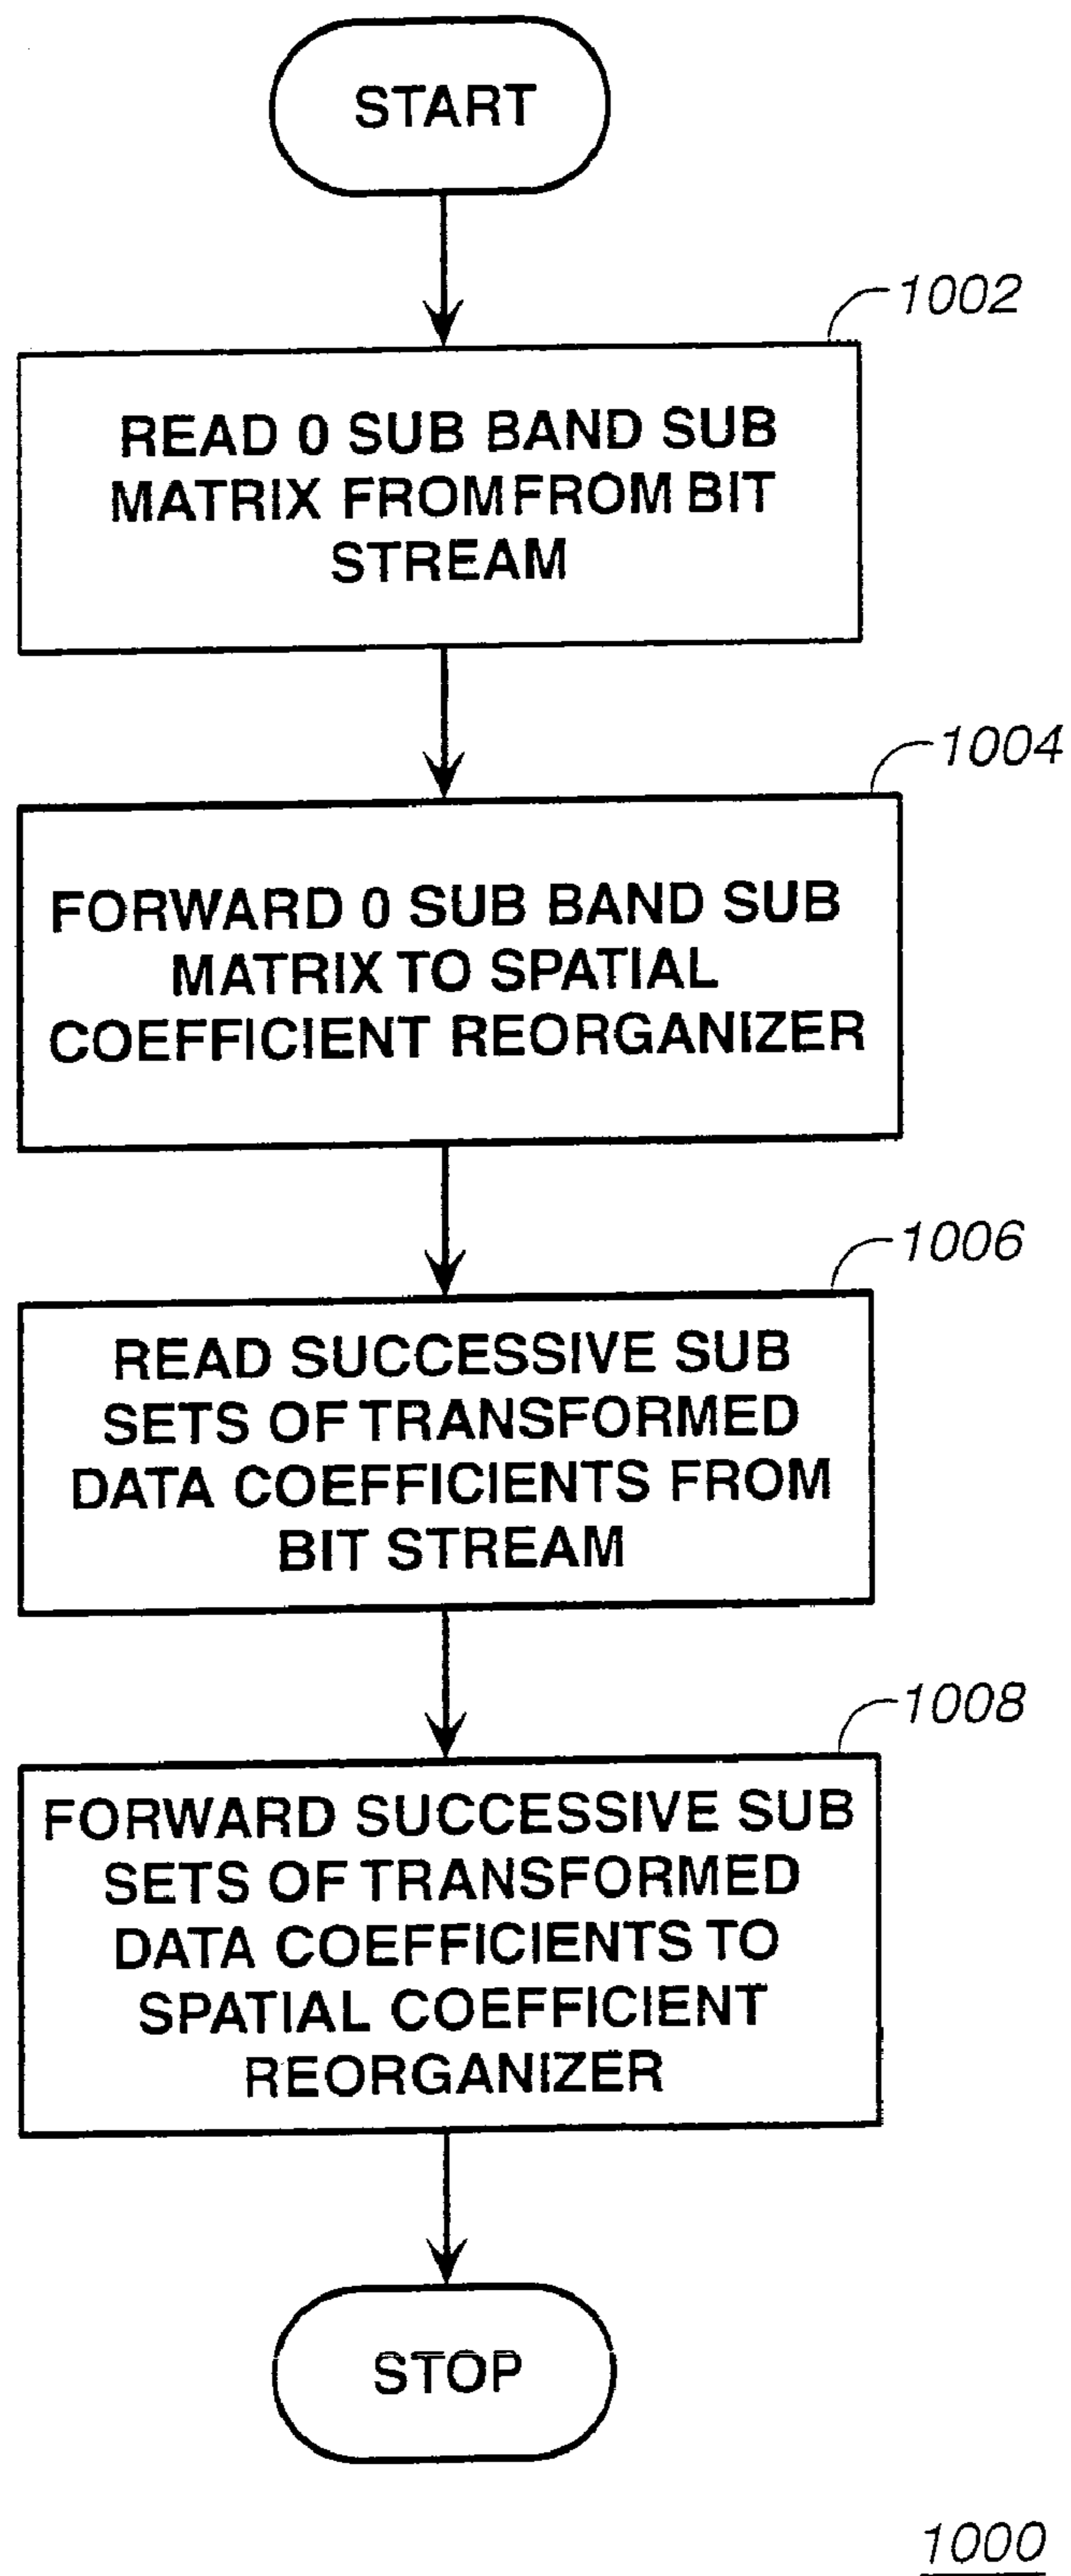 START
1002
READ 0 SUB BAND SUB
MATRIX FROM FROM BIT
STREAM
1004
FORWARD 0 SUB BAND SUB
MATRIX TO SPATIAL
COEFFICIENT REORGANIZER
1006
READ SUCCESSIVE SUB
SETS OF TRANSFORMED
DATA COEFFICIENTS FROM
BIT STREAM
1008
FORWARD SUCCESSIVE SUB
SETS OF TRANSFORMED
DATA COEFFICIENTS TO
SPATIAL COEFFICIENT
REORGANIZER
STOP
1000